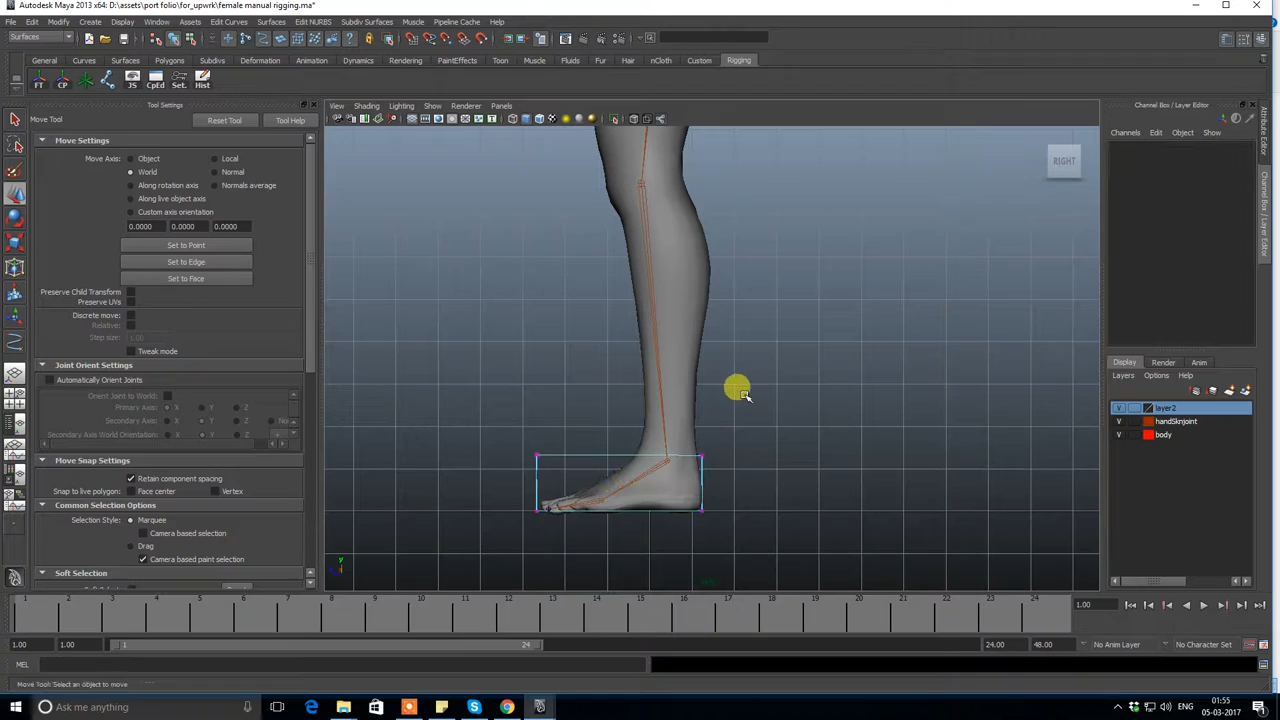 Autodesk Maya 2013 x64: D:\assets\port folio\for_upwrk\female manual rigging.ma*
File Edit Modify Create Display Window Assets Edit Curves Surfaces Edit NURBS Subdiv Surfaces Muscle Pipeline Cache Help
Surfaces
General Curves Surfaces Polygons Subdivs Deformation Animation Dynamics Rendering PaintEffects Toon Muscle Fluids Fur Hair nCloth Custom Rigging
FT CP JS CpEd Set. Hist
Tool Settings
Move Tool Reset Tool Tool Help
Move Settings
Move Axis: Object Local
World Normal
Along rotation axis Normals average
Along live object axis
Custom axis orientation
0.0000 0.0000 0.0000
Set to Point
Set to Edge
Set to Face
Preserve Child Transform
Preserve UVs
Discrete move:
Relative:
Step size: 1.00
Tweak mode
Joint Orient Settings
Automatically Orient Joints
Orient Joint to World:
Primary Axis: X Y Z
Secondary Axis: X Y Z No
Secondary Axis World Orientation: X Y Z
Move Snap Settings
Retain component spacing
Snap to live polygon: Face center Vertex
Common Selection Options
Selection Style: Marquee
Camera based selection
Drag
Camera based paint selection
Soft Selection
View Shading Lighting Show Renderer Panels
RIGHT
y
Channel Box / Layer Editor
Channels Edit Object Show
Attribute Editor
Channel Box / Layer Editor
Display Render Anim
Layers Options Help
V layer2
V handSknjoint
V body
1 2 3 4 5 6 7 8 9 10 11 12 13 14 15 16 17 18 19 20 21 22 23 24
1.00
1.00 1.00 1 24 24.00 48.00 No Anim Layer No Character Set
MEL
Move Tool: Select an object to move
Ask me anything
ENG
01:55
05-03-2017